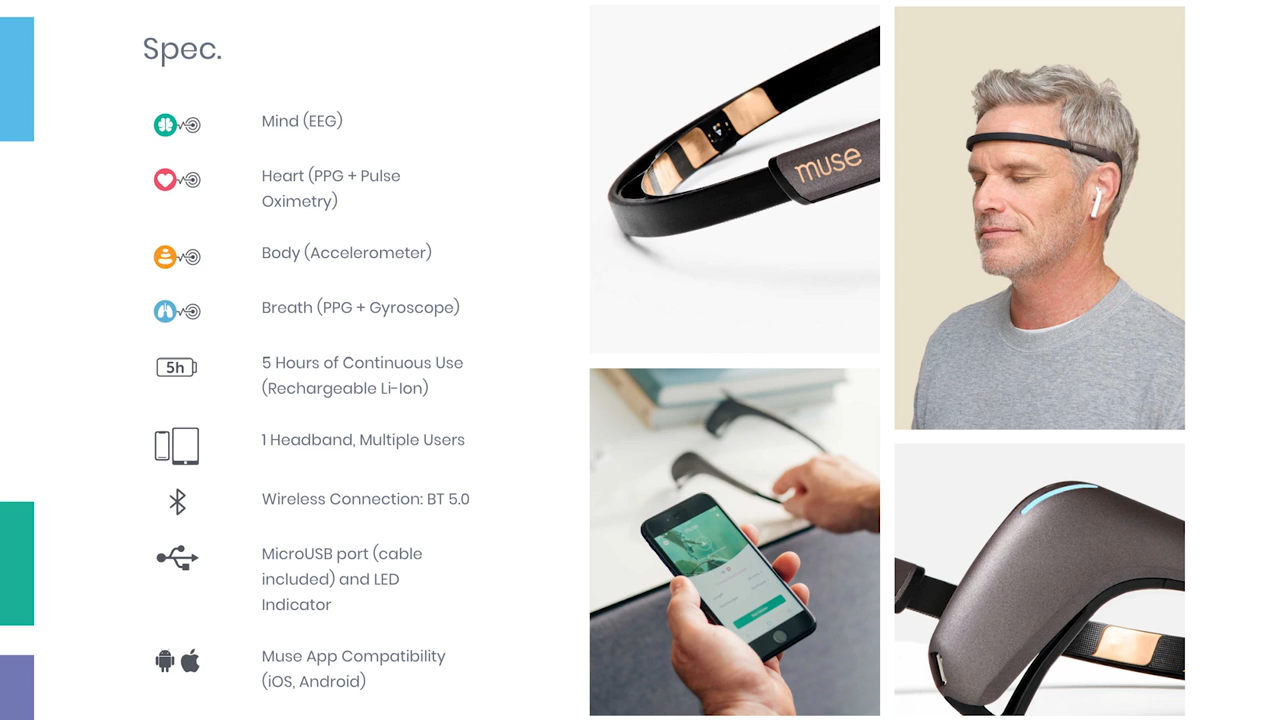 Spec.
Mind (EEG)
Heart (PPG + Pulse
Oximetry)
Body (Accelerometer)
Breath (PPG + Gyroscope)
5h
5 Hours of Continuous Use
(Rechargeable Li-Ion)
1 Headband, Multiple Users
Wireless Connection: BT 5.0
MicroUSB port (cable
included) and LED
Indicator
Muse App Compatibility
(iOS, Android)
muse